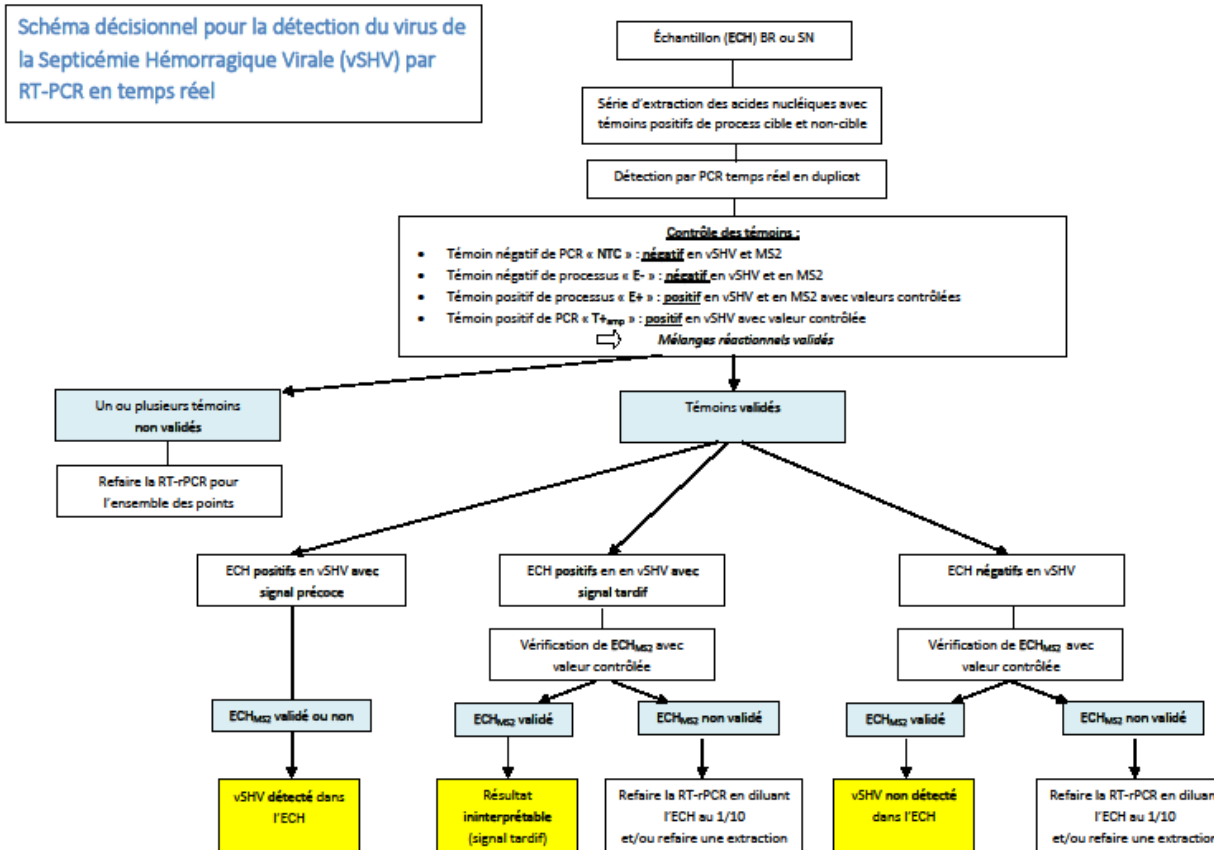 Schéma décisionnel pour la détection du virus de
la Septicémie Hémorragique Virale (vSHV) par
RT-PCR en temps réel
Échantillon (ECH) BR ou SN
Série d'extraction des acides nucléiques avec
témoins positifs de process cible et non-cible
Détection par PCR temps réel en duplicat
Contrôle des témoins :
• Témoin négatif de PCR « NTC » : négatif en vSHV et MS2
• Témoin négatif de processus « E- » : négatif en vSHV et en MS2
• Témoin positif de processus « E+ » : positif en vSHV et en MS2 avec valeurs contrôlées
• Témoin positif de PCR « T+amp » : positif en vSHV avec valeur contrôlée
Mélanges réactionnels validés
Un ou plusieurs témoins
non validés
Témoins validés
Refaire la RT-rPCR pour
l'ensemble des points
ECH positifs en vSHV avec
signal précoce
ECH positifs en en vSHV avec
signal tardif
ECH négatifs en vSHV
Vérification de ECHMS2 avec
valeur contrôlée
Vérification de ECHMS2 avec
valeur contrôlée
ECHMS2 validé ou non
ECHMS2 validé
ECHMS2 non validé
ECHMS2 validé
ECHMS2 non validé
vSHV détecté dans
l'ECH
Résultat
ininterprétable
(signal tardif)
Refaire la RT-rPCR en diluant
l'ECH au 1/10
et/ou refaire une extraction
vSHV non détecté
dans l'ECH
Refaire la RT-rPCR en diluant
l'ECH au 1/10
et/ou refaire une extraction